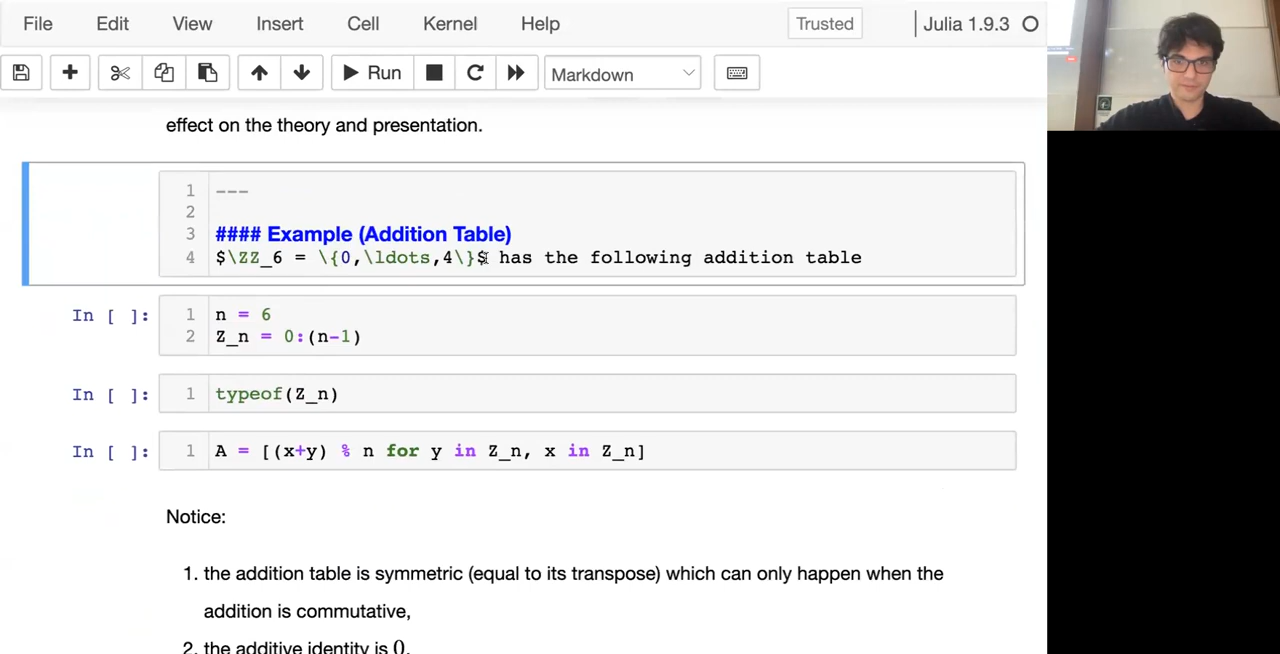 File Edit View Insert Cell Kernel Help Trusted Julia 1.9.3
Run Markdown
effect on the theory and presentation.
1 ---
2
3 #### Example (Addition Table)
4 $\ZZ_6 = \{0,\ldots,4\}$ has the following addition table
In [ ]: 1 n = 6
2 Z_n = 0:(n-1)
In [ ]: 1 typeof(Z_n)
In [ ]: 1 A = [(x+y) % n for y in Z_n, x in Z_n]
Notice:
1. the addition table is symmetric (equal to its transpose) which can only happen when the
addition is commutative,
2. the additive identity is 0.